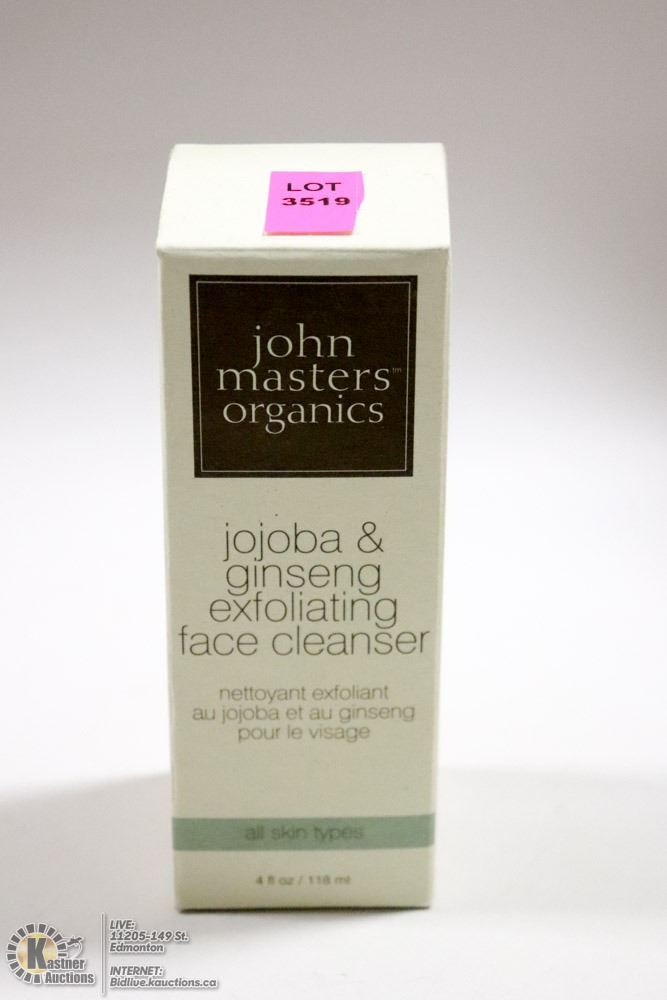 LOT
3519
john
masters™
organics
jojoba &
ginseng
exfoliating
face cleanser
nettoyant exfoliant
au jojoba et au ginseng
pour le visage
all skin types
4 fl oz / 118 ml
Kastner
Auctions
LIVE:
11205-149 St.
Edmonton
INTERNET:
Bidlive.kauctions.ca